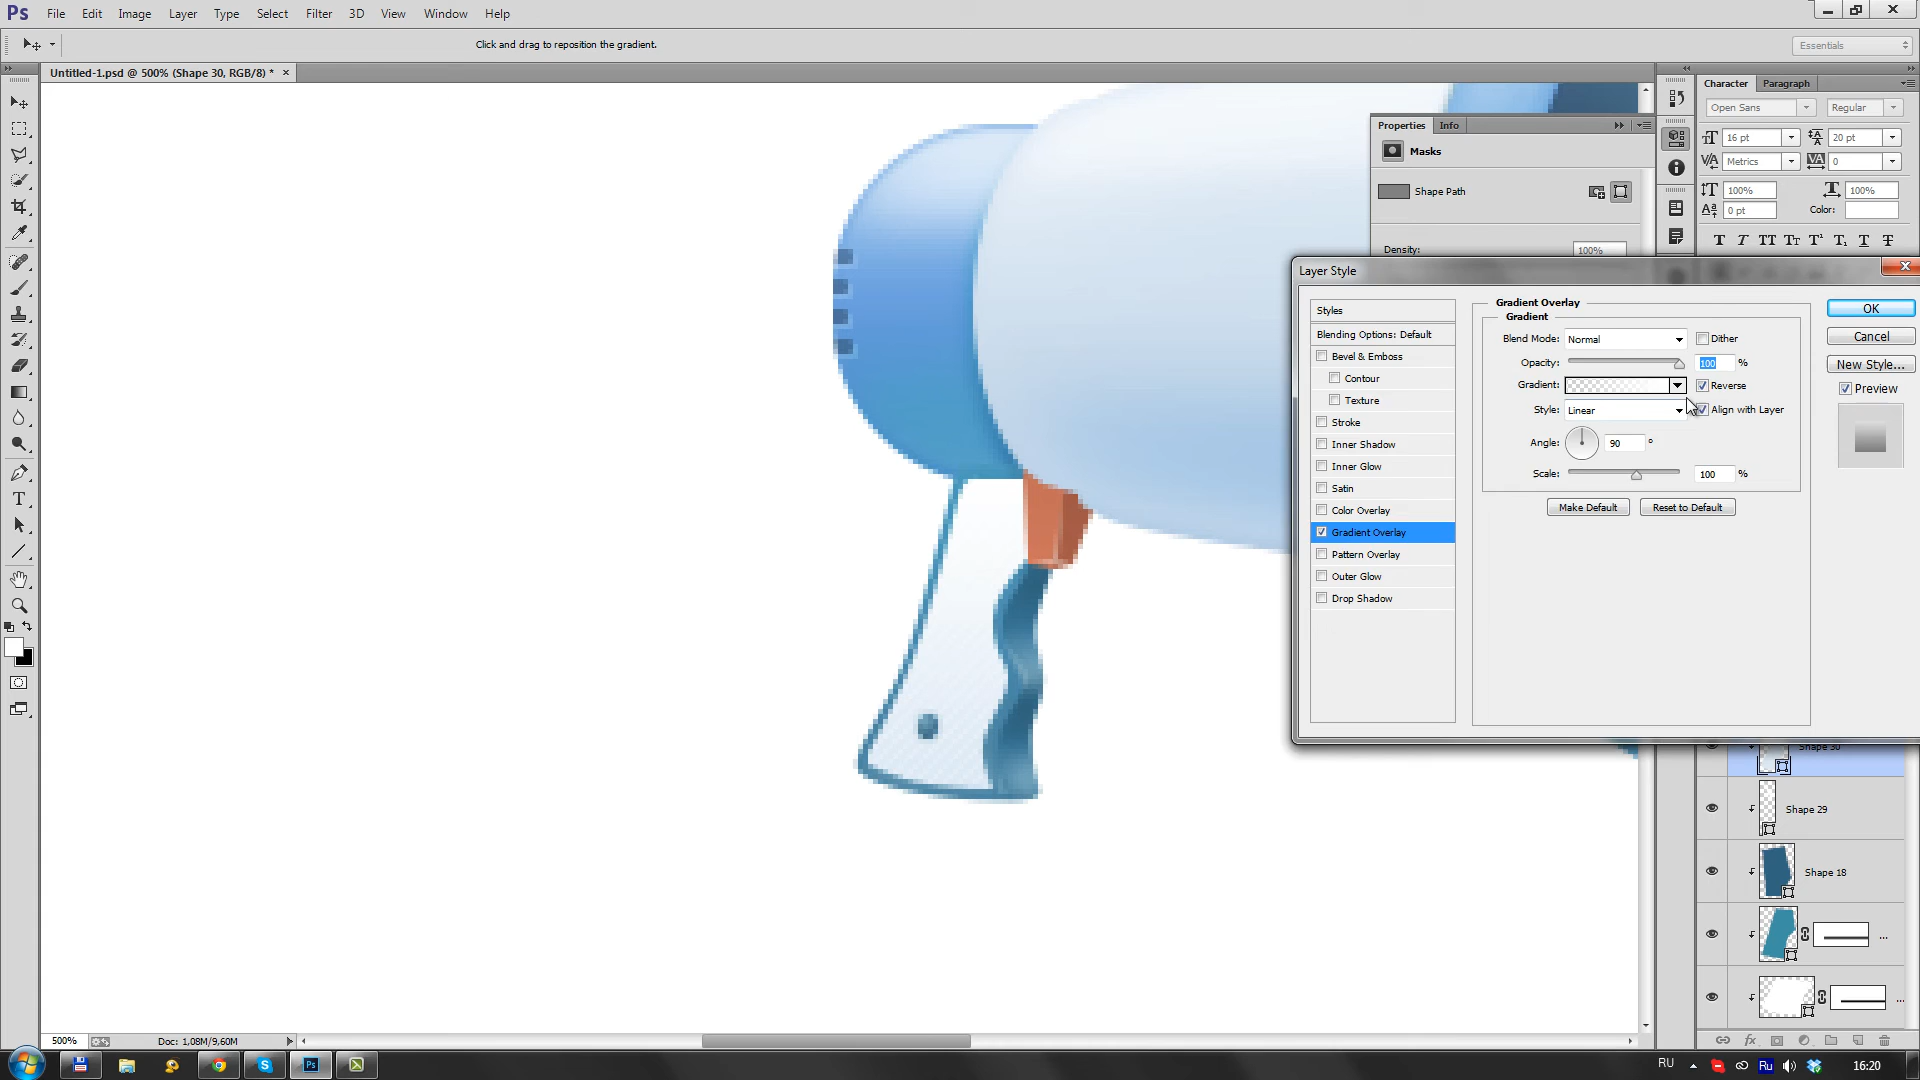 Ps File Edit Image Layer Type Select Filter 3D View Window Help
Click and drag to reposition the gradient.
Essentials
Untitled-1.psd @ 500% (Shape 30, RGB/8) * ×
Character Paragraph
Open Sans Regular
16 pt 20 pt
Metrics 0
100% 100%
0 pt Color:
Properties Info
Masks
Shape Path
Density: 100%
Layer Style
Styles
Blending Options: Default
Bevel & Emboss
Contour
Texture
Stroke
Inner Shadow
Inner Glow
Satin
Color Overlay
Gradient Overlay
Pattern Overlay
Outer Glow
Drop Shadow
Gradient Overlay
Gradient
Blend Mode: Normal Dither
Opacity: 100 %
Gradient: Reverse
Style: Linear Align with Layer
Angle: 90 °
Scale: 100 %
Make Default Reset to Default
OK
Cancel
New Style...
Preview
Shape 30
Shape 29
Shape 18
...
...
500% Doc: 1,08M/9,60M
RU Ru 16:20